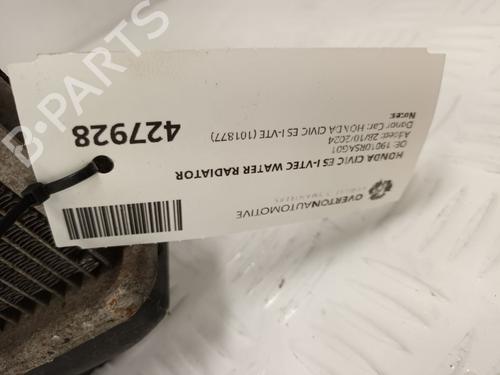 OVERTONAUTOMOTIVE
HONDA CIVIC ES I-VTEC WATER RADIATOR
OE: 19010RSAG01
Added: 28/10/2024
Donor Car: HONDA CIVIC ES I-VTE (101877)
Notes:
427928
B-PARTS